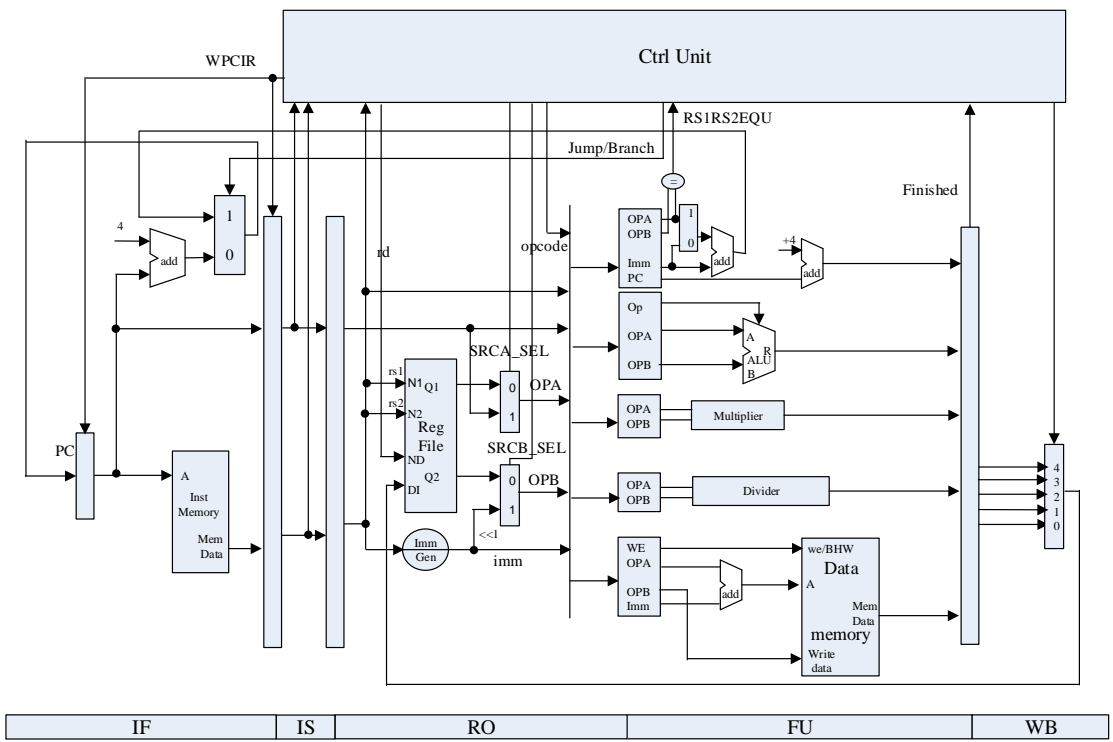 Ctrl Unit
WPCIR
RS1RS2EQU
Jump/Branch
Finished
1
0
4
add
rd
opcode
OPA
OPB
Imm
PC
=
1
0
add
+4
add
Op
OPA
OPB
A
R
ALU
B
SRCA_SEL
rs1
N1 Q1
rs2
N2
Reg
File
ND
Q2
DI
0
1
OPA
SRCB_SEL
0
1
OPB
<<1
Imm
Gen
imm
OPA
OPB
Multiplier
OPA
OPB
Divider
WE
OPA
OPB
Imm
add
we/BHW
Data
A
Mem
Data
memory
Write
data
PC
A
Inst
Memory
Mem
Data
4
3
2
1
0
IF IS RO FU WB